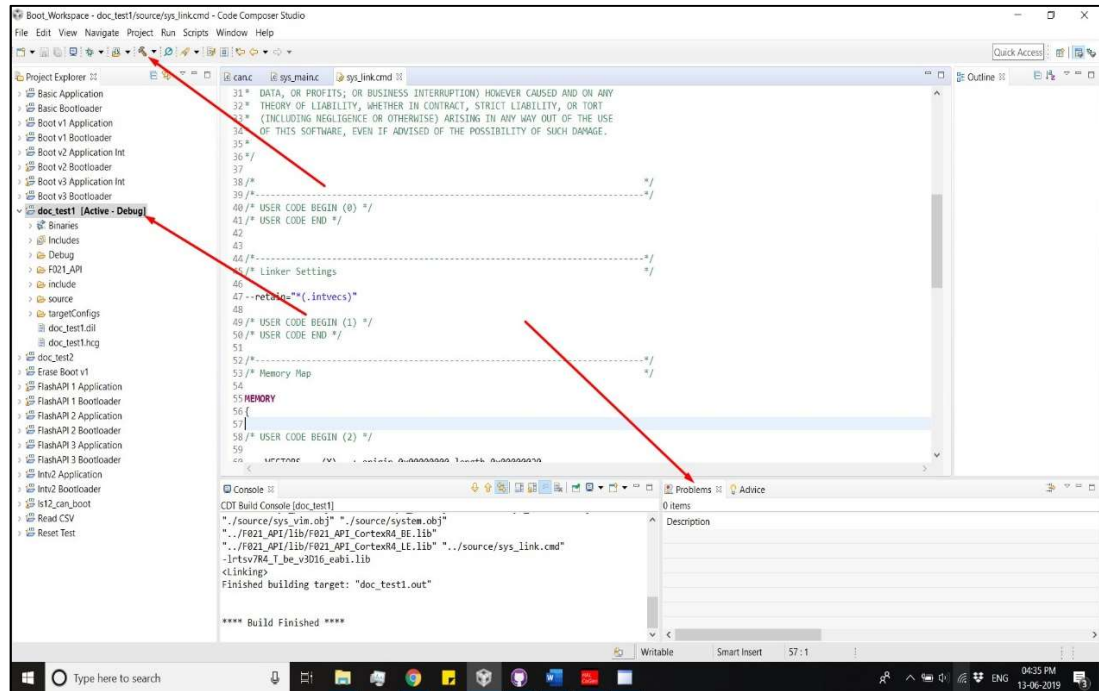 Boot_Workspace - doc_test1/source/sys_link.cmd - Code Composer Studio
File Edit View Navigate Project Run Scripts Window Help
Quick Access
Project Explorer
Basic Application
Basic Bootloader
Boot v1 Application
Boot v1 Bootloader
Boot v2 Application Int
Boot v2 Bootloader
Boot v3 Application Int
Boot v3 Bootloader
doc_test1 [Active - Debug]
Binaries
Includes
Debug
F021_API
include
source
targetConfigs
doc_test1.dil
doc_test1.hcg
doc_test2
Erase Boot v1
FlashAPI 1 Application
FlashAPI 1 Bootloader
FlashAPI 2 Application
FlashAPI 2 Bootloader
FlashAPI 3 Application
FlashAPI 3 Bootloader
Intv2 Application
Intv2 Bootloader
ls12_can_boot
Read CSV
Reset Test
can.c sys_main.c sys_link.cmd
31* DATA, OR PROFITS; OR BUSINESS INTERRUPTION) HOWEVER CAUSED AND ON ANY
32* THEORY OF LIABILITY, WHETHER IN CONTRACT, STRICT LIABILITY, OR TORT
33* (INCLUDING NEGLIGENCE OR OTHERWISE) ARISING IN ANY WAY OUT OF THE USE
34* OF THIS SOFTWARE, EVEN IF ADVISED OF THE POSSIBILITY OF SUCH DAMAGE.
35*
36*/
37
38/* */
39/*----------------------------------------------------------------------------*/
40/* USER CODE BEGIN (0) */
41/* USER CODE END */
42
43
44/*----------------------------------------------------------------------------*/
45/* Linker Settings */
46
47--retain="*(.intvecs)"
48
49/* USER CODE BEGIN (1) */
50/* USER CODE END */
51
52/*----------------------------------------------------------------------------*/
53/* Memory Map */
54
55MEMORY
56{
57
58/* USER CODE BEGIN (2) */
59
60 VECTORS (X) : origin 0x00000000 length 0x00000020
Outline
Console
CDT Build Console [doc_test1]
"./source/sys_vim.obj" "./source/system.obj"
"../F021_API/lib/F021_API_CortexR4_BE.lib"
"../F021_API/lib/F021_API_CortexR4_LE.lib" "../source/sys_link.cmd"
-lrtsv7R4_T_be_v3D16_eabi.lib
<Linking>
Finished building target: "doc_test1.out"
**** Build Finished ****
Problems Advice
0 items
Description
Writable Smart Insert 57:1
Type here to search
ENG
04:35 PM
13-06-2019